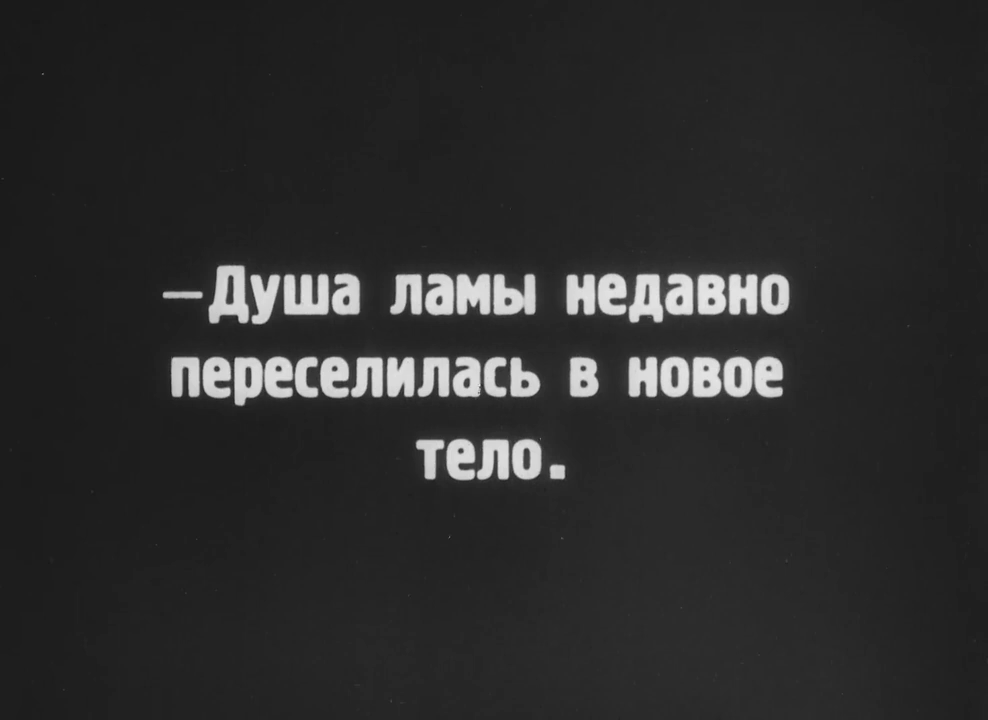 —Душа ламы недавно
переселилась в новое
тело.